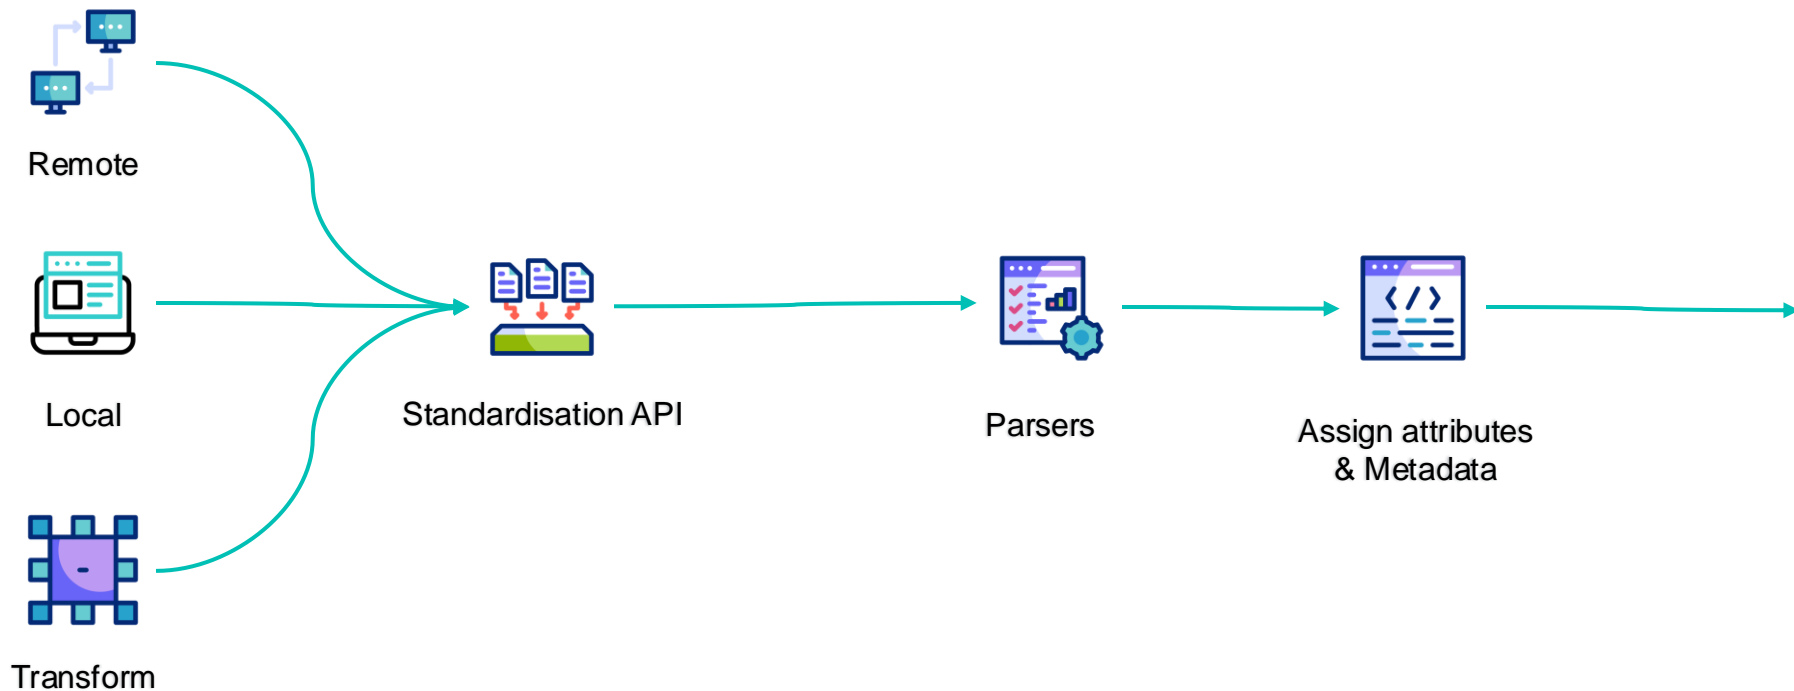 Remote
Local
Transform
Standardisation API
Parsers
Assign attributes
& Metadata